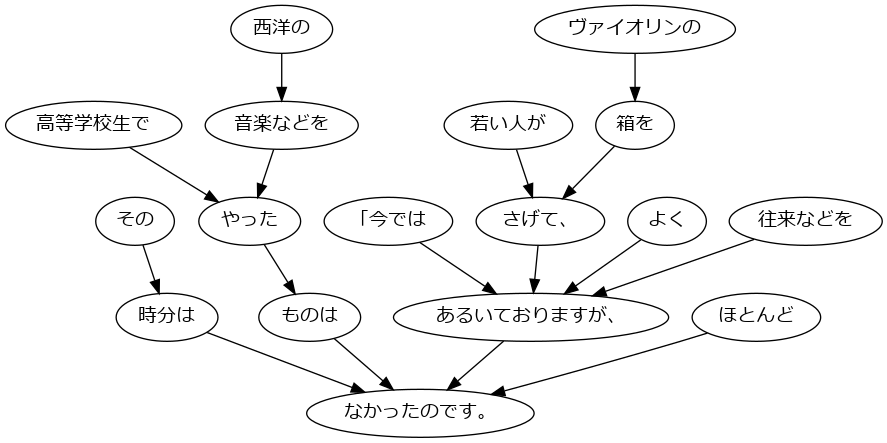 西洋の
ヴァイオリンの
高等学校生で
音楽などを
若い人が
箱を
その
やった
「今では
さげて、
よく
往来などを
時分は
ものは
あるいておりますが、
ほとんど
なかったのです。